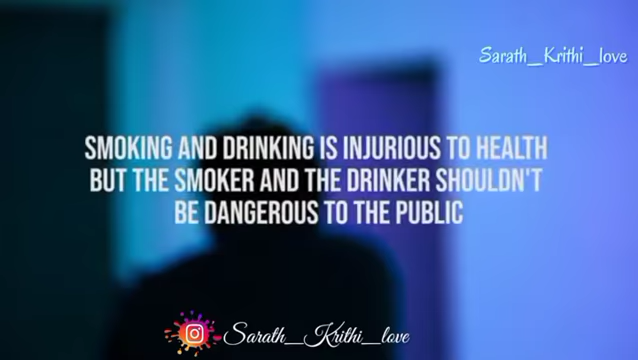 Sarath_Krithi_love
SMOKING AND DRINKING IS INJURIOUS TO HEALTH
BUT THE SMOKER AND THE DRINKER SHOULDN'T
BE DANGEROUS TO THE PUBLIC
Sarath_Krithi_love